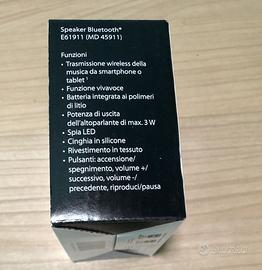 Speaker Bluetooth®
E61911 (MD 45911)
Funzioni
• Trasmissione wireless della
musica da smartphone o
tablet ¹
• Funzione vivavoce
• Batteria integrata ai polimeri
di litio
• Potenza di uscita
dell'altoparlante di max. 3 W
• Spia LED
• Cinghia in silicone
• Rivestimento in tessuto
• Pulsanti: accensione/
spegnimento, volume +/
successivo, volume -/
precedente, riproduci/pausa